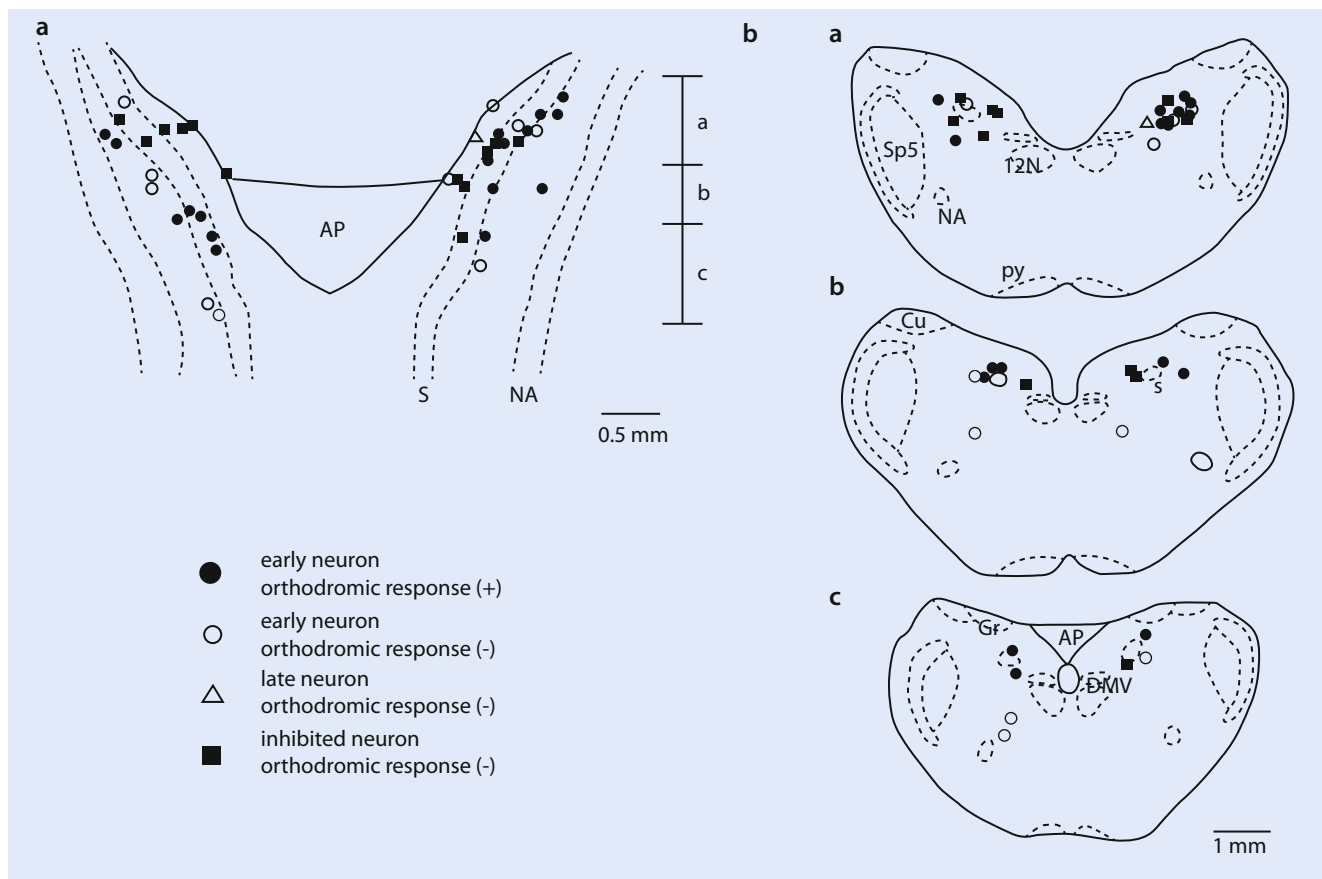 a
AP
S
NA
a
b
c
0.5 mm
early neuron
orthodromic response (+)
early neuron
orthodromic response (-)
late neuron
orthodromic response (-)
inhibited neuron
orthodromic response (-)
b
a
Sp5
12N
NA
py
b
Cu
s
c
Gr
AP
DMV
1 mm